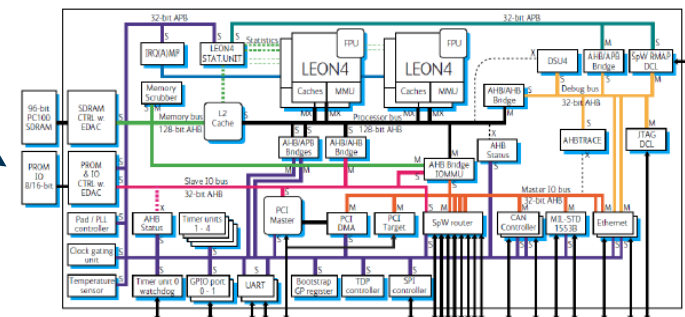 32-bit APB
32-bit APB
S
S
Statistics
S
M
S
IRQ(A)MP
LEON4
STAT.UNIT
FPU
FPU
LEON4
LEON4
DSU4
AHB/APB
Bridge
SpW RMAP
DCL
Memory
Scrubber
Caches
MMU
Caches
MMU
AHB/AHB
Bridge
Debug bus
32-bit AHB
96-bit
PC100
SDRAM
SDRAM
CTRL w.
EDAC
Memory bus
128-bit AHB
L2
Cache
Processor bus
128-bit AHB
AHB/APB
Bridges
AHB/AHB
Bridge
AHB
Status
AHBTRACE
JTAG
DCL
PROM
IO
8/16-bit
PROM
& IO
CTRL w.
EDAC
AHB Bridge
IOMMU
Slave IO bus
32-bit AHB
Master IO bus
32-bit AHB
Pad / PLL
controller
AHB
Status
Timer units
1 - 4
PCI
Master
PCI
DMA
PCI
Target
SpW router
CAN
Controller
MIL-STD
1553B
Ethernet
Clock gating
unit
Temperature
sensor
Timer unit 0
watchdog
GPIO port
0 - 1
UART
Bootstrap
GP register
TDP
controller
SPI
controller